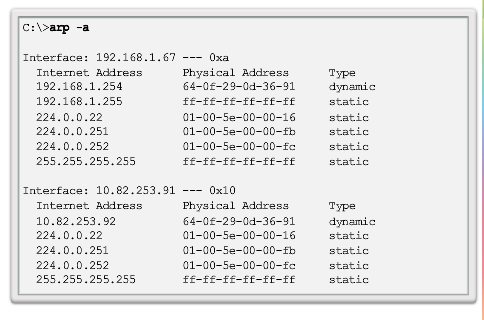 C:\>arp -a
Interface: 192.168.1.67 --- 0xa
Internet Address Physical Address Type
192.168.1.254 64-0f-29-0d-36-91 dynamic
192.168.1.255 ff-ff-ff-ff-ff-ff static
224.0.0.22 01-00-5e-00-00-16 static
224.0.0.251 01-00-5e-00-00-fb static
224.0.0.252 01-00-5e-00-00-fc static
255.255.255.255 ff-ff-ff-ff-ff-ff static
Interface: 10.82.253.91 --- 0x10
Internet Address Physical Address Type
10.82.253.92 64-0f-29-0d-36-91 dynamic
224.0.0.22 01-00-5e-00-00-16 static
224.0.0.251 01-00-5e-00-00-fb static
224.0.0.252 01-00-5e-00-00-fc static
255.255.255.255 ff-ff-ff-ff-ff-ff static